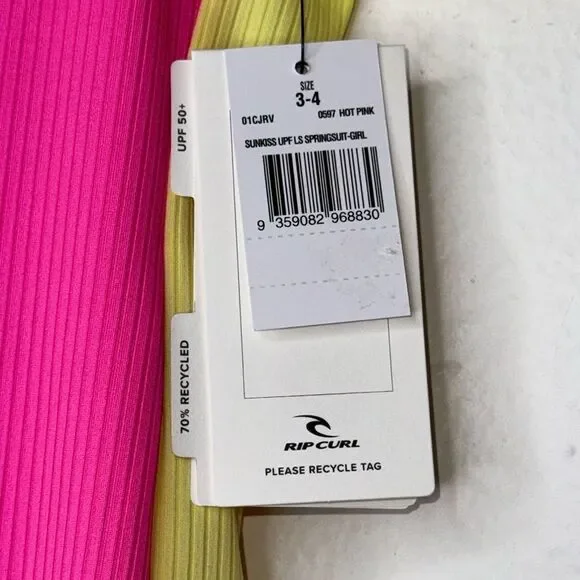 SIZE
3-4
01CJRV 0597 HOT PINK
SUNKISS UPF LS SPRINGSUIT-GIRL
9 359082 968830
UPF 50+
70% RECYCLED
RIP CURL
PLEASE RECYCLE TAG